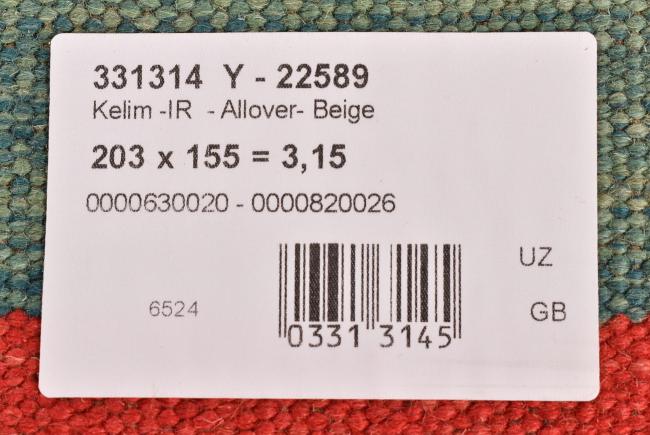 331314 Y - 22589
Kelim -IR - Allover- Beige
203 x 155 = 3,15
0000630020 - 0000820026
UZ
6524
GB
0331 3145